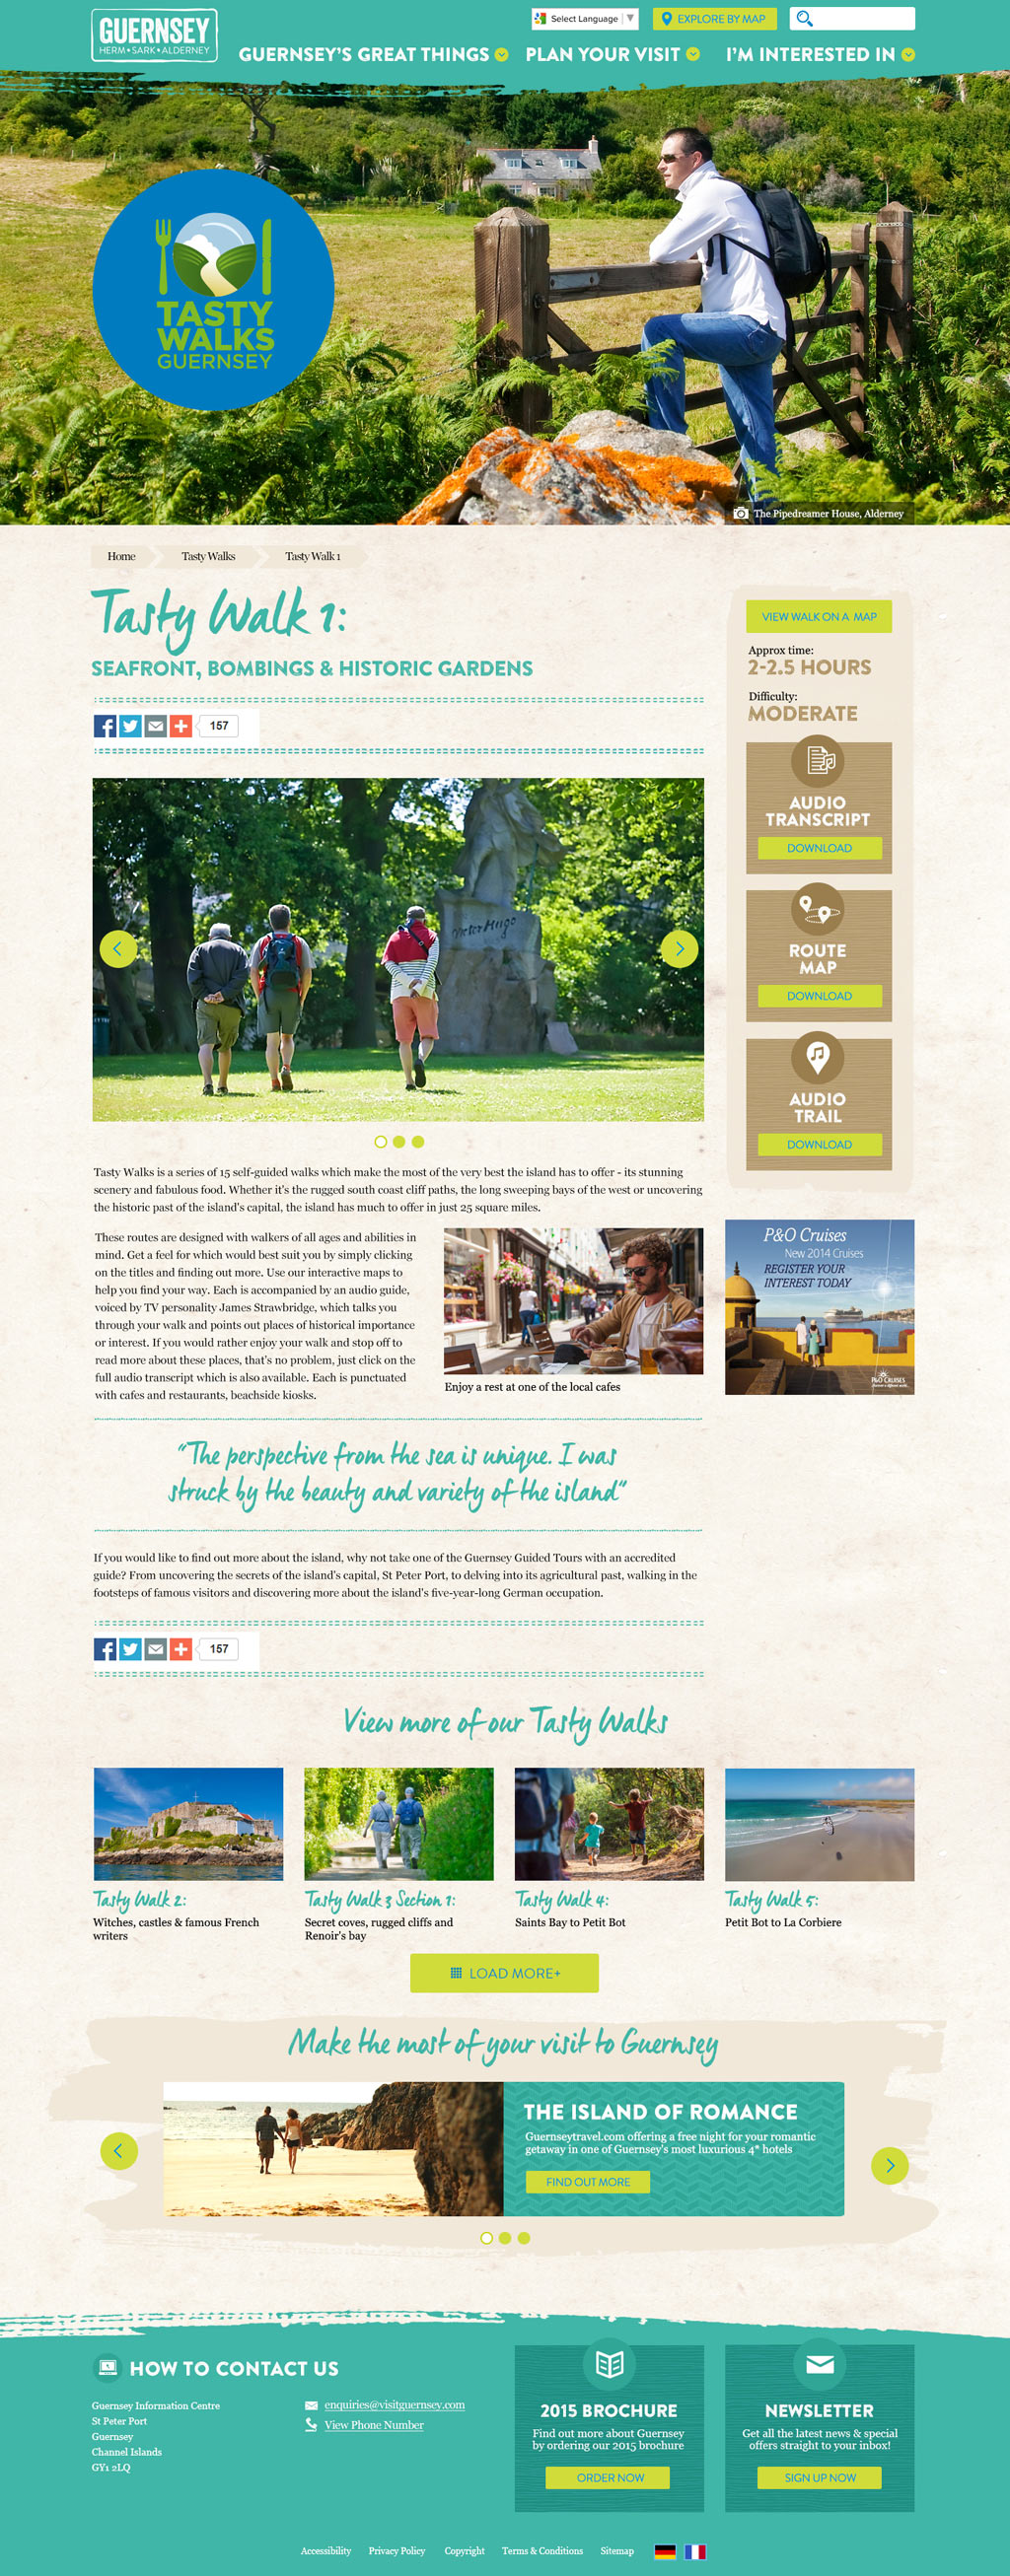 GUERNSEY
HERM • SARK • ALDERNEY
Select Language ▼
EXPLORE BY MAP
GUERNSEY'S GREAT THINGS
PLAN YOUR VISIT
I'M INTERESTED IN
TASTY
WALKS
GUERNSEY
The Pipedreamer House, Alderney
Home
Tasty Walks
Tasty Walk 1
Tasty Walk 1:
SEAFRONT, BOMBINGS & HISTORIC GARDENS
157
VIEW WALK ON A MAP
Approx time:
2-2.5 HOURS
Difficulty:
MODERATE
AUDIO
TRANSCRIPT
DOWNLOAD
ROUTE
MAP
DOWNLOAD
AUDIO
TRAIL
DOWNLOAD
Victor Hugo
Tasty Walks is a series of 15 self-guided walks which make the most of the very best the island has to offer - its stunning
scenery and fabulous food. Whether it's the rugged south coast cliff paths, the long sweeping bays of the west or uncovering
the historic past of the island's capital, the island has much to offer in just 25 square miles.
These routes are designed with walkers of all ages and abilities in
mind. Get a feel for which would best suit you by simply clicking
on the titles and finding out more. Use our interactive maps to
help you find your way. Each is accompanied by an audio guide,
voiced by TV personality James Strawbridge, which talks you
through your walk and points out places of historical importance
or interest. If you would rather enjoy your walk and stop off to
read more about these places, that's no problem, just click on the
full audio transcript which is also available. Each is punctuated
with cafes and restaurants, beachside kiosks.
Enjoy a rest at one of the local cafes
P&O Cruises
New 2014 Cruises
REGISTER YOUR
INTEREST TODAY
P&O CRUISES
"The perspective from the sea is unique. I was
struck by the beauty and variety of the island"
If you would like to find out more about the island, why not take one of the Guernsey Guided Tours with an accredited
guide? From uncovering the secrets of the island's capital, St Peter Port, to delving into its agricultural past, walking in the
footsteps of famous visitors and discovering more about the island's five-year-long German occupation.
157
View more of our Tasty Walks
Tasty Walk 2:
Witches, castles & famous French
writers
Tasty Walk 3 Section 1:
Secret coves, rugged cliffs and
Renoir's bay
Tasty Walk 4:
Saints Bay to Petit Bot
Tasty Walk 5:
Petit Bot to La Corbiere
LOAD MORE+
Make the most of your visit to Guernsey
THE ISLAND OF ROMANCE
Guernseytravel.com offering a free night for your romantic
getaway in one of Guernsey's most luxurious 4* hotels
FIND OUT MORE
HOW TO CONTACT US
Guernsey Information Centre
St Peter Port
Guernsey
Channel Islands
GY1 2LQ
enquiries@visitguernsey.com
View Phone Number
2015 BROCHURE
Find out more about Guernsey
by ordering our 2015 brochure
ORDER NOW
NEWSLETTER
Get all the latest news & special
offers straight to your inbox!
SIGN UP NOW
Accessibility
Privacy Policy
Copyright
Terms & Conditions
Sitemap